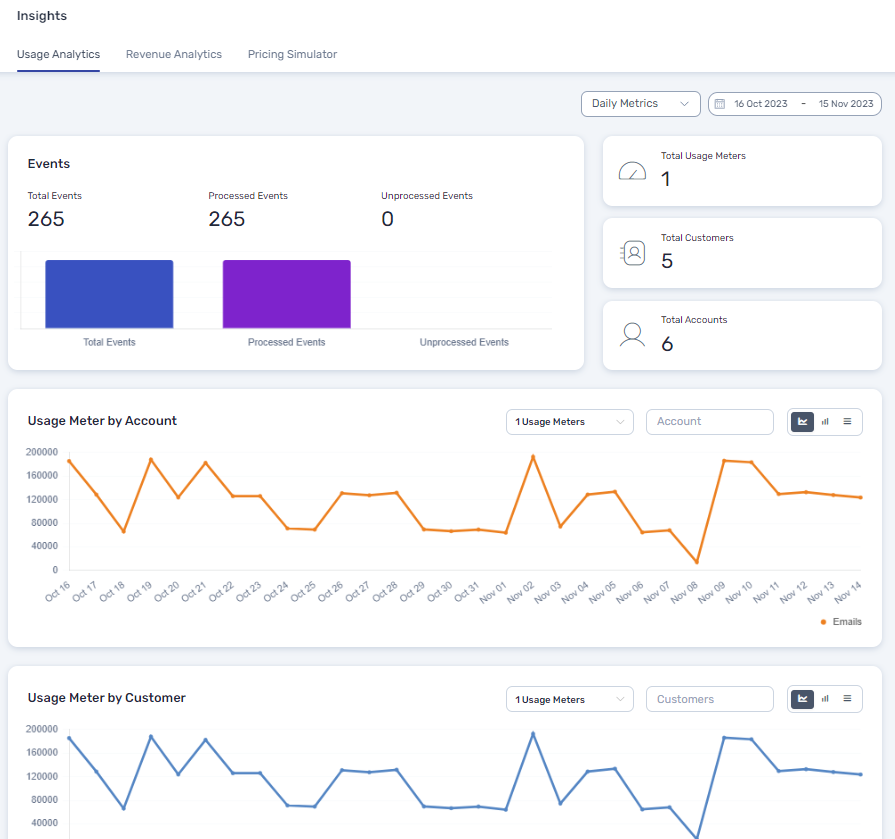 Insights
Usage Analytics Revenue Analytics Pricing Simulator
Daily Metrics 16 Oct 2023 - 15 Nov 2023
Events
Total Events Processed Events Unprocessed Events
265 265 0
Total Events Processed Events Unprocessed Events
Total Usage Meters
1
Total Customers
5
Total Accounts
6
Usage Meter by Account 1 Usage Meters Account
200000
160000
120000
80000
40000
0
Oct 16 Oct 17 Oct 18 Oct 19 Oct 20 Oct 21 Oct 22 Oct 23 Oct 24 Oct 25 Oct 26 Oct 27 Oct 28 Oct 29 Oct 30 Oct 31 Nov 01 Nov 02 Nov 03 Nov 04 Nov 05 Nov 06 Nov 07 Nov 08 Nov 09 Nov 10 Nov 11 Nov 12 Nov 13 Nov 14
Emails
Usage Meter by Customer 1 Usage Meters Customers
200000
160000
120000
80000
40000